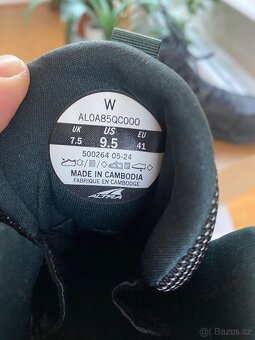 W
AL0A85QC000
UK US EU
7.5 9.5 41
500264 05-24
MADE IN CAMBODIA
FABRIQUE EN CAMBODGE
ALTRA
Bazos.cz